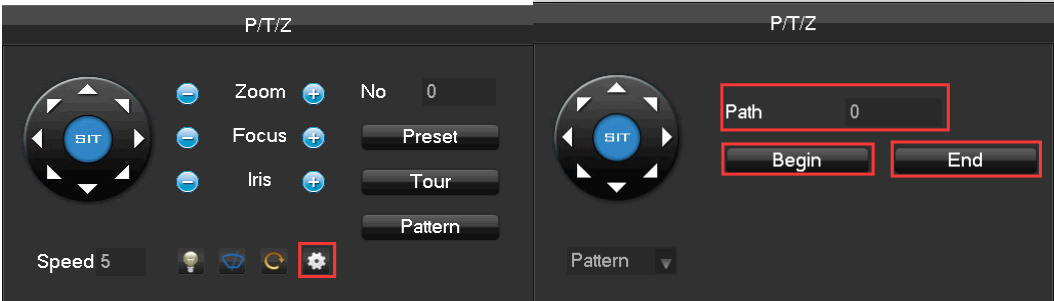 P/T/Z
SIT
Zoom
No 0
Focus
Preset
Iris
Tour
Pattern
Speed 5
P/T/Z
SIT
Path 0
Begin
End
Pattern